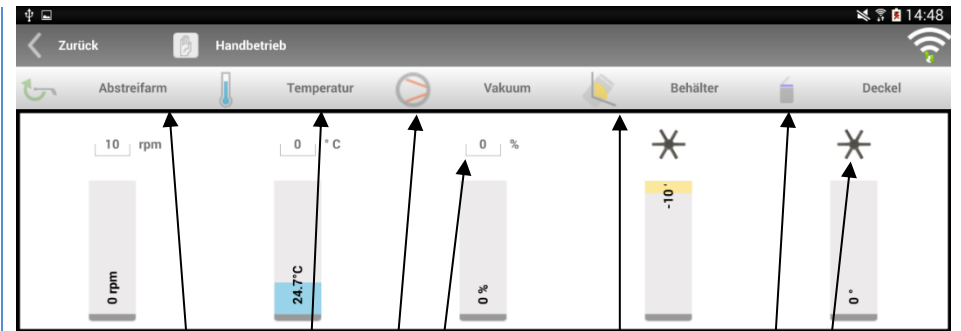 14:48
Zurück Handbetrieb
Abstreifarm Temperatur Vakuum Behälter Deckel
10 rpm 0 °C 0 %
0 rpm 24.7°C 0 % -10° 0 °